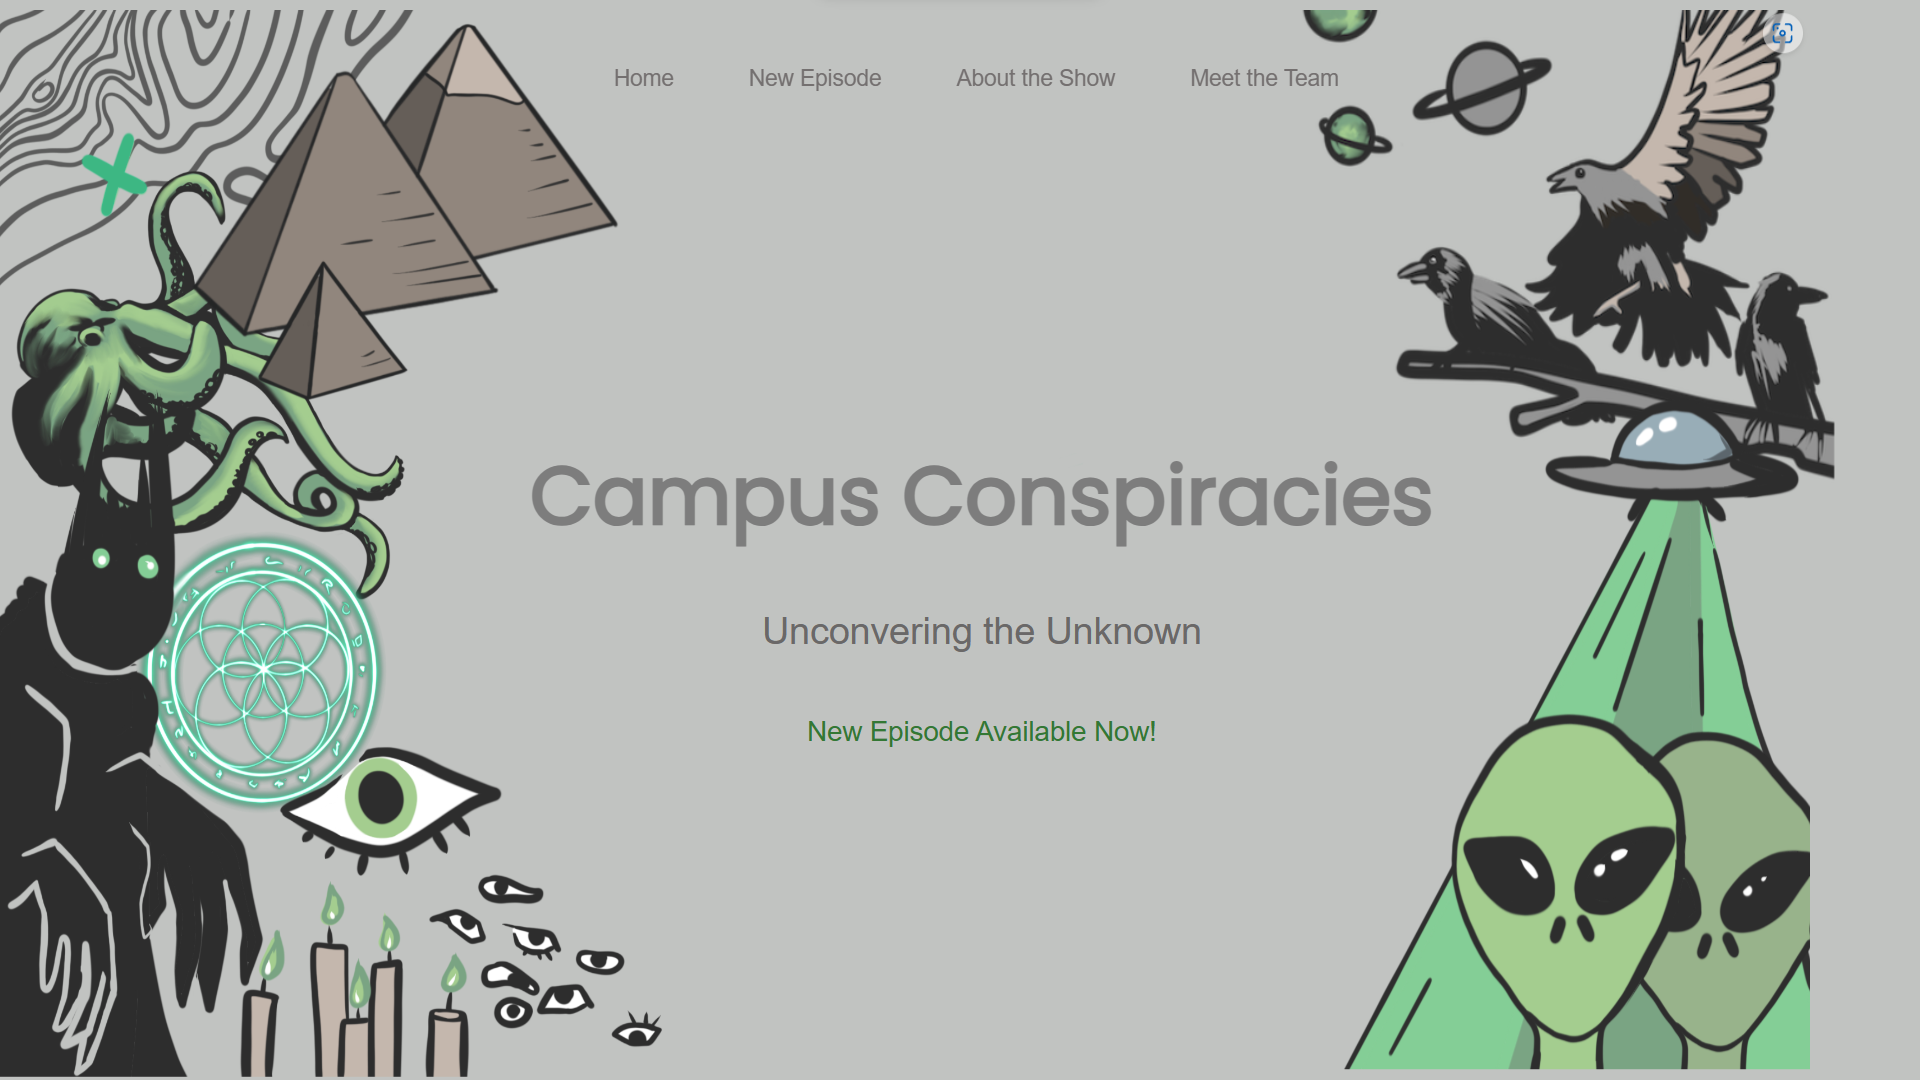 Home New Episode About the Show Meet the Team
Campus Conspiracies
Unconvering the Unknown
New Episode Available Now!